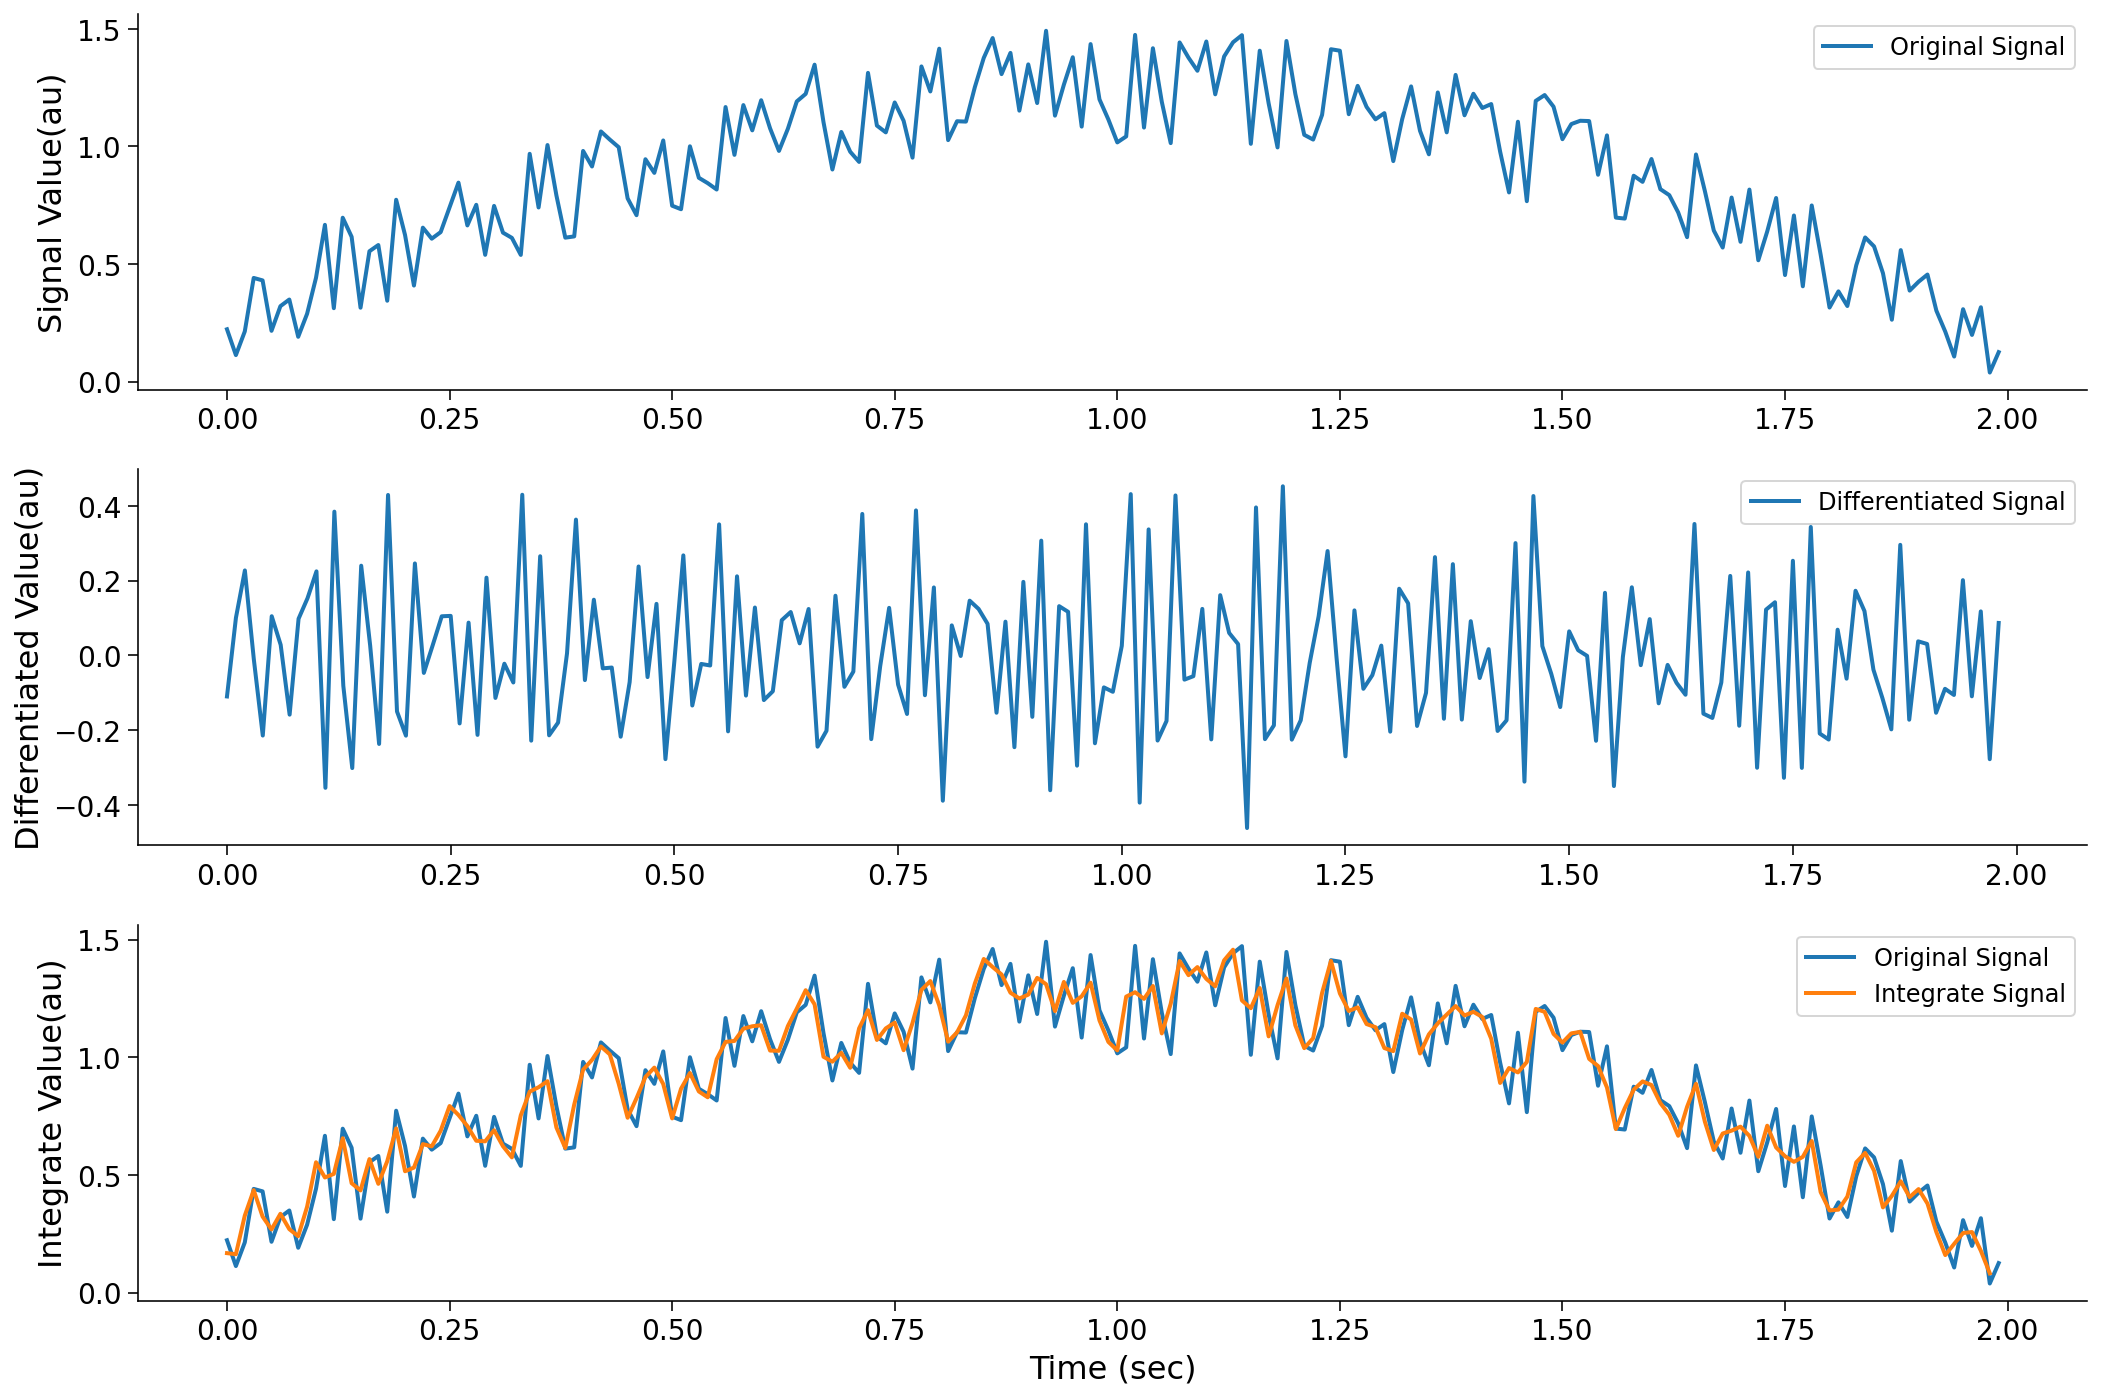 Signal Value(au)
1.5
1.0
0.5
0.0
Original Signal
0.00 0.25 0.50 0.75 1.00 1.25 1.50 1.75 2.00
Differentiated Value(au)
0.4
0.2
0.0
−0.2
−0.4
Differentiated Signal
0.00 0.25 0.50 0.75 1.00 1.25 1.50 1.75 2.00
Integrate Value(au)
1.5
1.0
0.5
0.0
Original Signal
Integrate Signal
0.00 0.25 0.50 0.75 1.00 1.25 1.50 1.75 2.00
Time (sec)